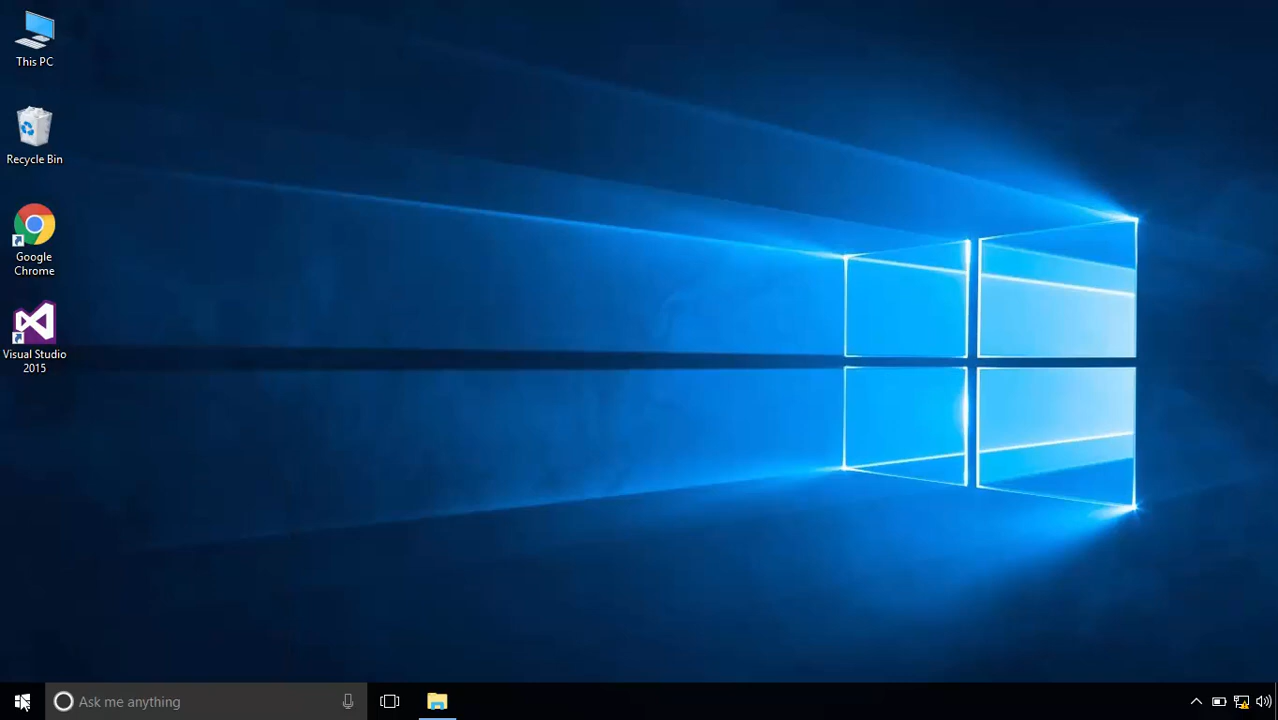 This PC
Recycle Bin
Google
Chrome
Visual Studio
2015
Ask me anything